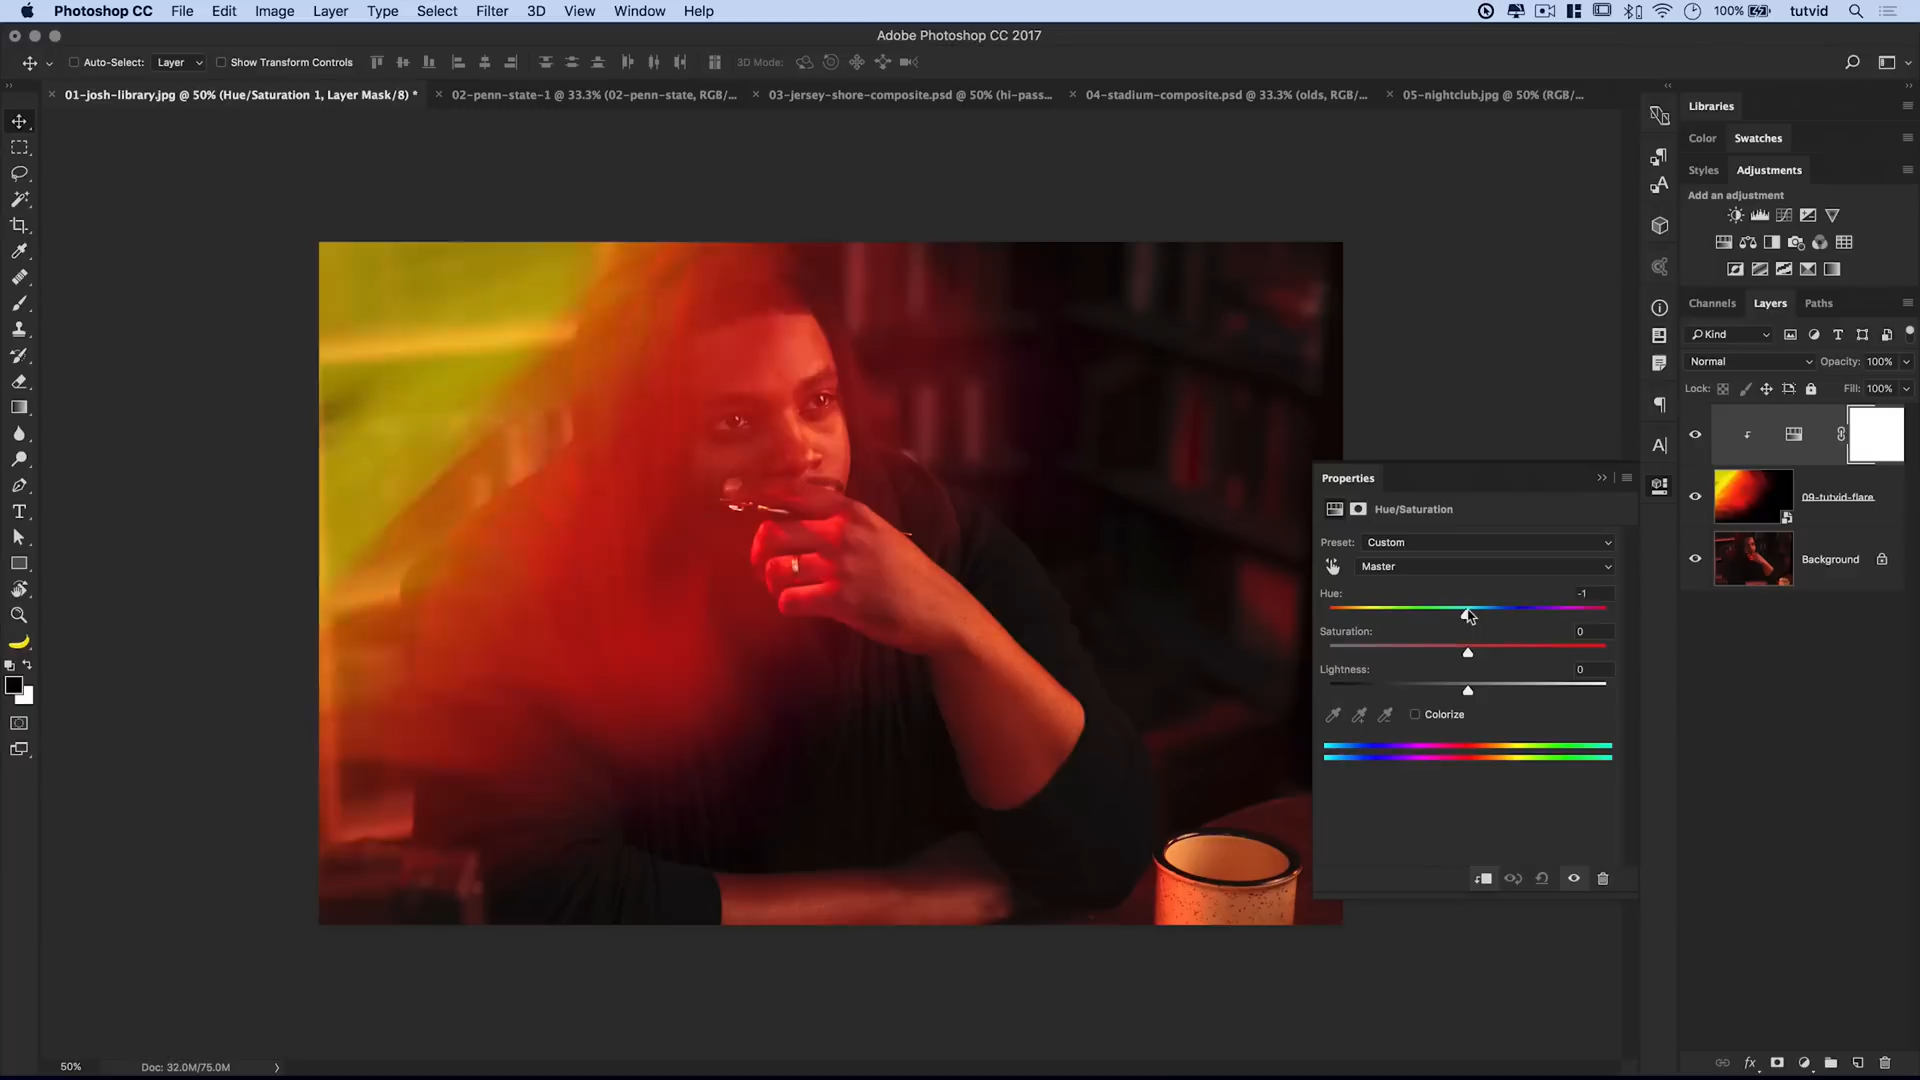 Photoshop CC File Edit Image Layer Type Select Filter 3D View Window Help 100% tutvid
Adobe Photoshop CC 2017
Auto-Select: Layer Show Transform Controls 3D Mode:
01-josh-library.jpg @ 50% (Hue/Saturation 1, Layer Mask/8) * 02-penn-state-1 @ 33.3% (02-penn-state, RGB/... 03-jersey-shore-composite.psd @ 50% (hi-pass... 04-stadium-composite.psd @ 33.3% (olds, RGB/... 05-nightclub.jpg @ 50% (RGB/...
Libraries
Color Swatches
Styles Adjustments
Add an adjustment
Channels Layers Paths
Kind
Normal Opacity: 100%
Lock: Fill: 100%
09-tutvid-flare
Background
Properties
Hue/Saturation
Preset: Custom
Master
Hue: -1
Saturation: 0
Lightness: 0
Colorize
50% Doc: 32.0M/75.0M